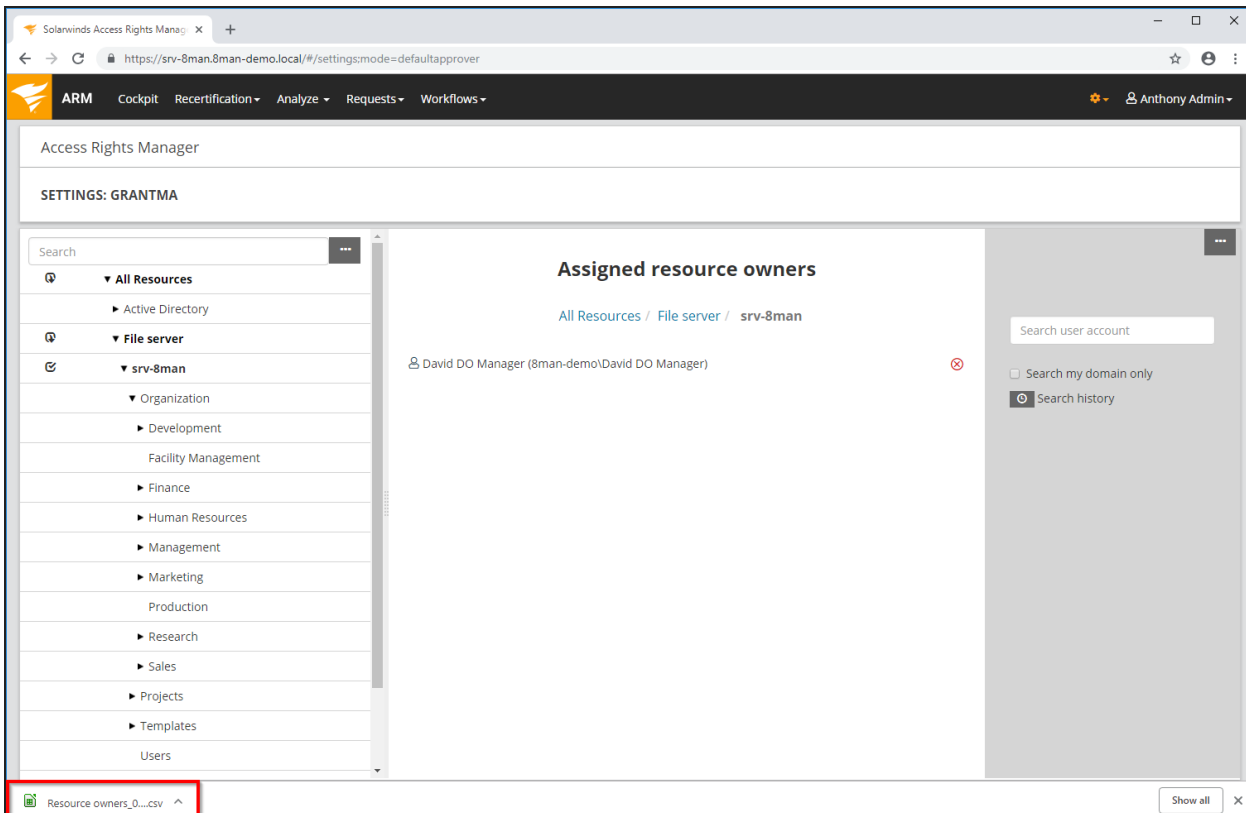 Solarwinds Access Rights Manag
https://srv-8man.8man-demo.local/#/settings;mode=defaultapprover
ARM Cockpit Recertification Analyze Requests Workflows Anthony Admin
Access Rights Manager
SETTINGS: GRANTMA
Search
All Resources
Active Directory
File server
srv-8man
Organization
Development
Facility Management
Finance
Human Resources
Management
Marketing
Production
Research
Sales
Projects
Templates
Users
Assigned resource owners
All Resources / File server / srv-8man
David DO Manager (8man-demo\David DO Manager)
Search user account
Search my domain only
Search history
Resource owners_0....csv
Show all